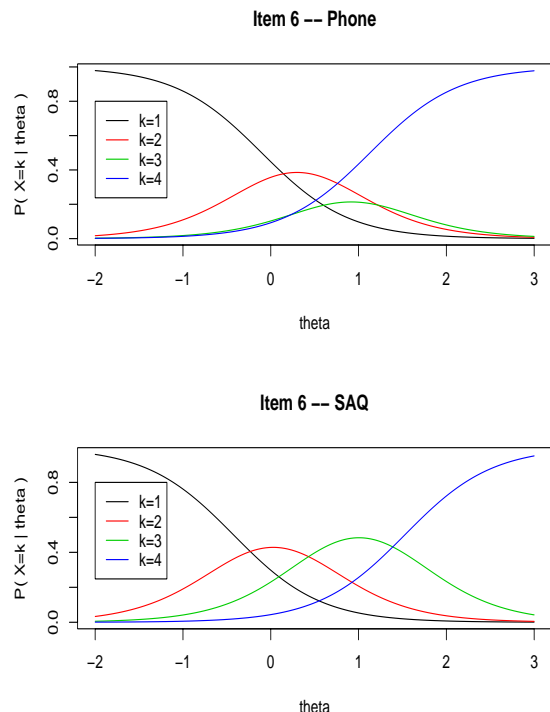 Item 6 −− Phone
P( X=k | theta )
0.0 0.4 0.8
k=1
k=2
k=3
k=4
−2 −1 0 1 2 3
theta
Item 6 −− SAQ
P( X=k | theta )
0.0 0.4 0.8
k=1
k=2
k=3
k=4
−2 −1 0 1 2 3
theta